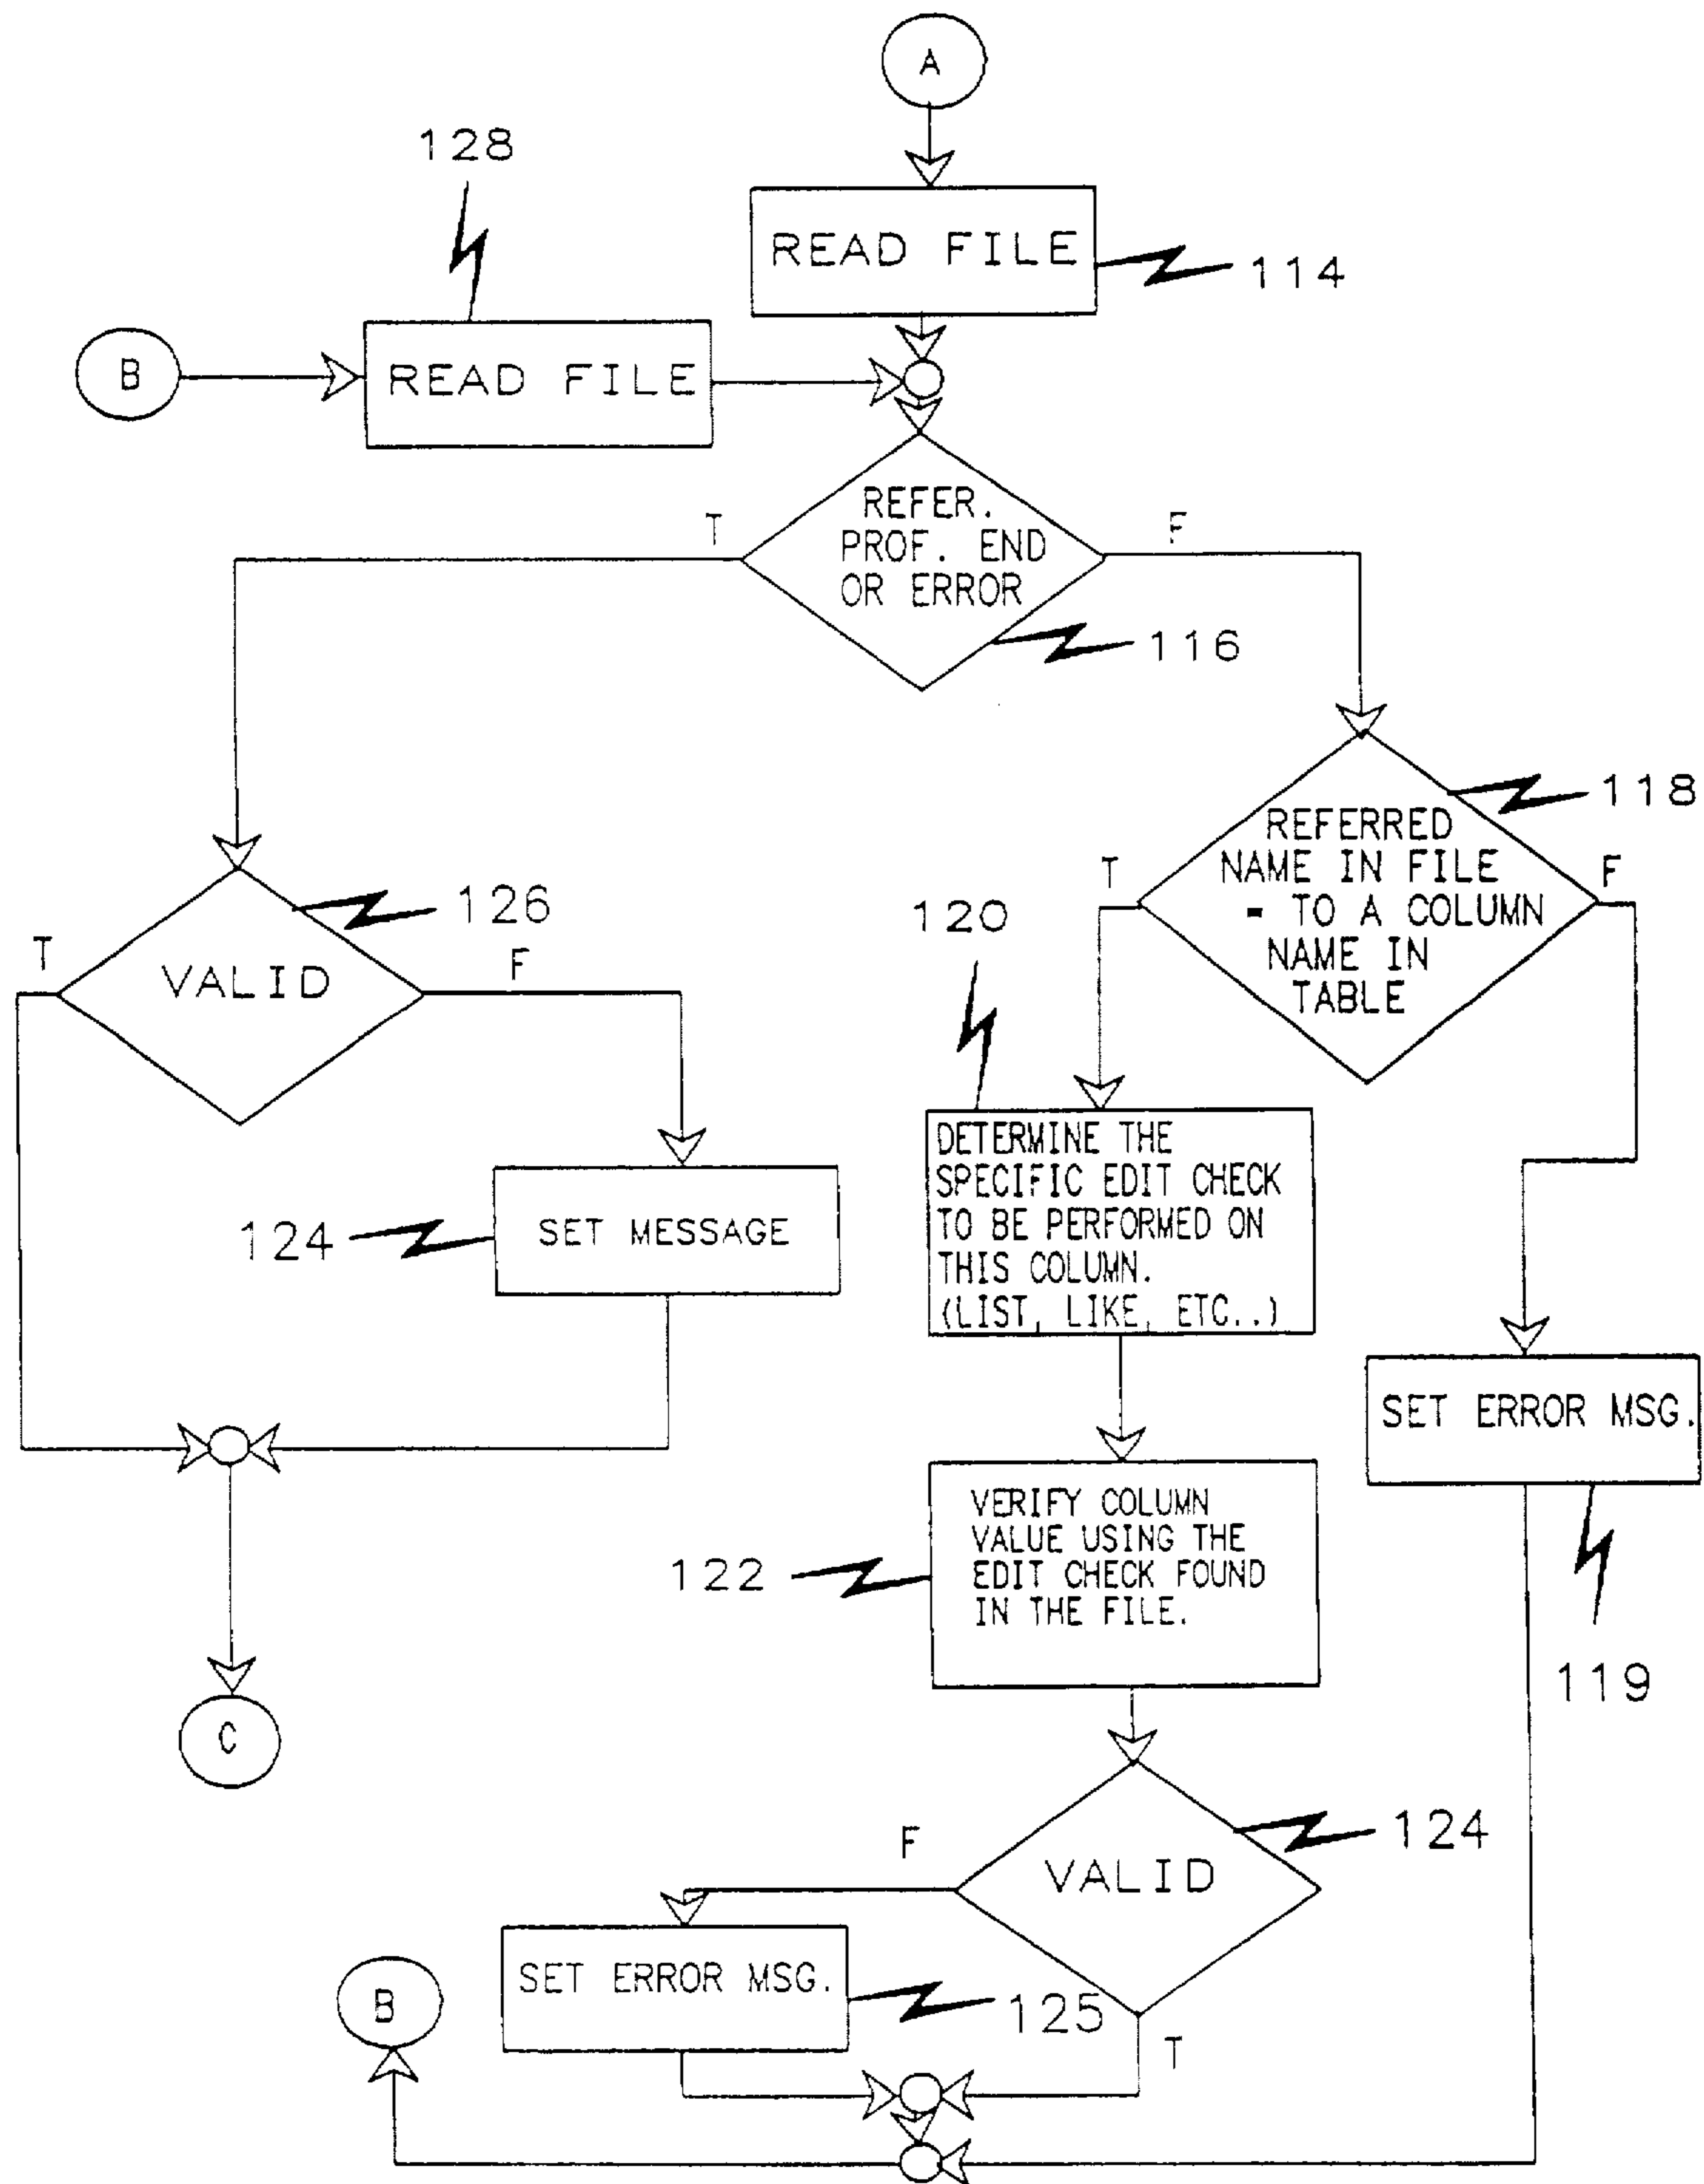 A
128
READ FILE
114
B
READ FILE
REFER.
PROF. END
OR ERROR
T
F
116
118
REFERRED
NAME IN FILE
= TO A COLUMN
NAME IN
TABLE
T
F
126
VALID
T
F
120
DETERMINE THE
SPECIFIC EDIT CHECK
TO BE PERFORMED ON
THIS COLUMN.
(LIST, LIKE, ETC..)
124
SET MESSAGE
SET ERROR MSG.
119
VERIFY COLUMN
VALUE USING THE
EDIT CHECK FOUND
IN THE FILE.
122
C
124
F
VALID
T
SET ERROR MSG.
125
B